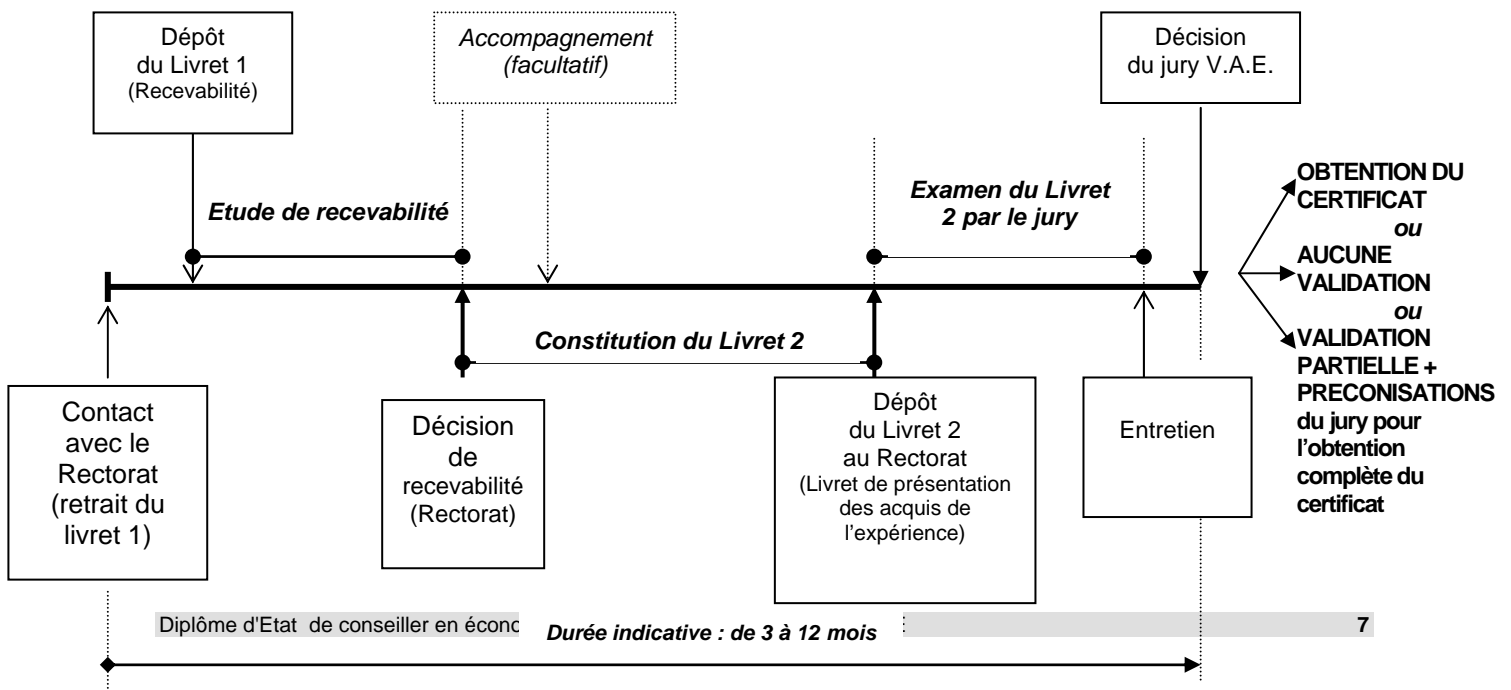 Dépôt
du Livret 1
(Recevabilité)
Accompagnement
(facultatif)
Décision
du jury V.A.E.
Etude de recevabilité
Examen du Livret
2 par le jury
OBTENTION DU
CERTIFICAT
ou
AUCUNE
VALIDATION
ou
VALIDATION
PARTIELLE +
PRECONISATIONS
du jury pour
l'obtention
complète du
certificat
Constitution du Livret 2
Contact
avec le
Rectorat
(retrait du
livret 1)
Décision
de
recevabilité
(Rectorat)
Dépôt
du Livret 2
au Rectorat
(Livret de présentation
des acquis de
l'expérience)
Entretien
Diplôme d'Etat de conseiller en
Durée indicative : de 3 à 12 mois
7